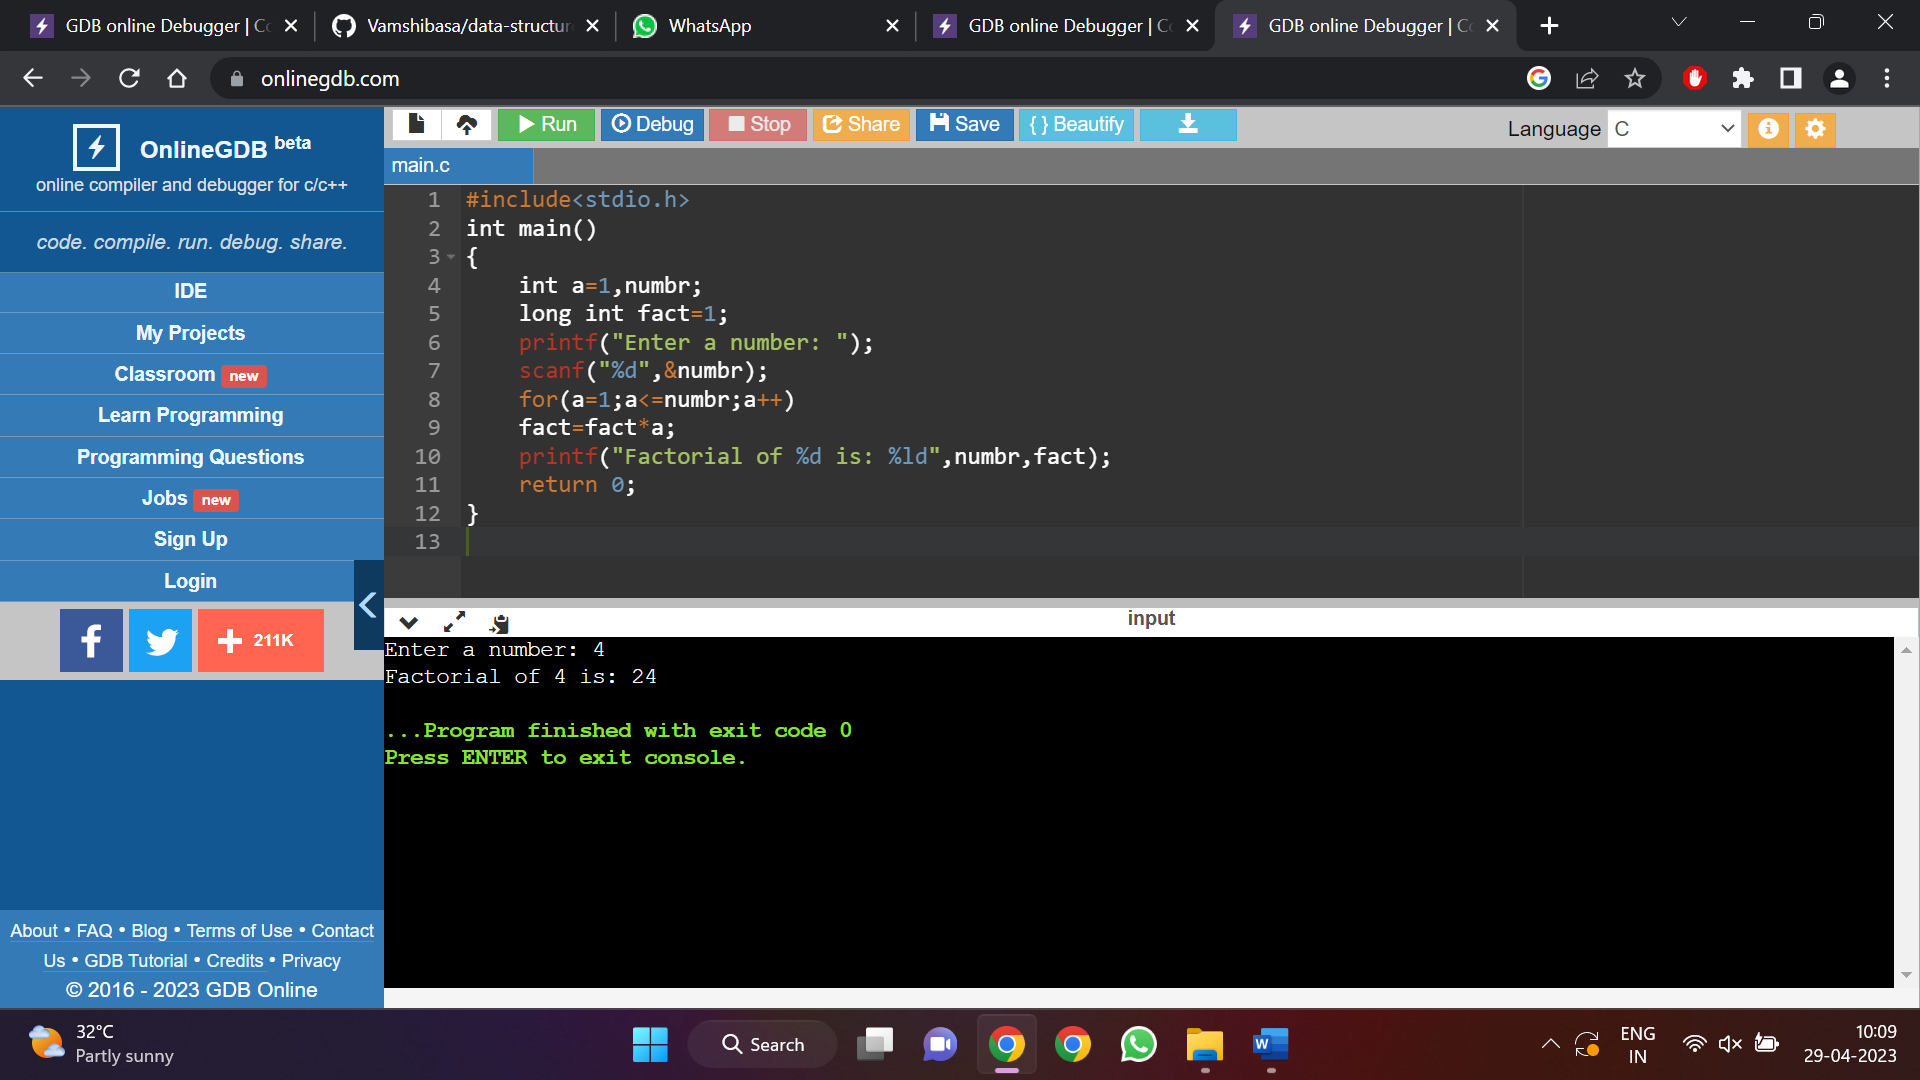 GDB online Debugger | Co
Vamshibasa/data-structur
WhatsApp
GDB online Debugger | Co
GDB online Debugger | Co
onlinegdb.com
OnlineGDB beta
online compiler and debugger for c/c++
code. compile. run. debug. share.
IDE
My Projects
Classroom new
Learn Programming
Programming Questions
Jobs new
Sign Up
Login
f
211K
About • FAQ • Blog • Terms of Use • Contact
Us • GDB Tutorial • Credits • Privacy
© 2016 - 2023 GDB Online
Run Debug Stop Share Save { } Beautify
Language C
main.c
1 #include<stdio.h>
2 int main()
3 {
4 int a=1,numbr;
5 long int fact=1;
6 printf("Enter a number: ");
7 scanf("%d",&numbr);
8 for(a=1;a<=numbr;a++)
9 fact=fact*a;
10 printf("Factorial of %d is: %ld",numbr,fact);
11 return 0;
12 }
13
input
Enter a number: 4
Factorial of 4 is: 24
...Program finished with exit code 0
Press ENTER to exit console.
32°C
Partly sunny
Search
W
ENG
IN
10:09
29-04-2023